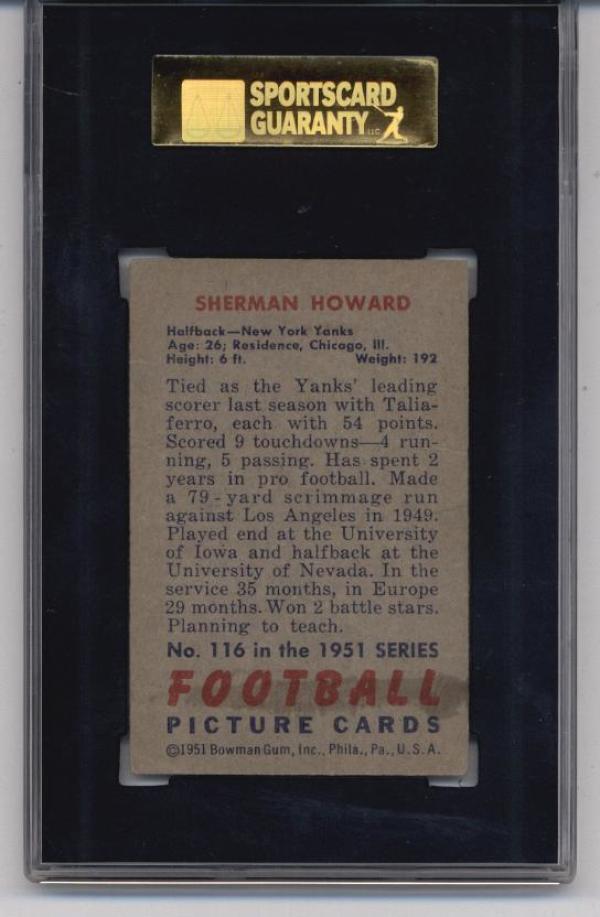 SPORTSCARD
GUARANTY LLC
SHERMAN HOWARD
Halfback—New York Yanks
Age: 26; Residence, Chicago, Ill.
Height: 6 ft. Weight: 192
Tied as the Yanks' leading
scorer last season with Talia-
ferro, each with 54 points.
Scored 9 touchdowns—4 run-
ning, 5 passing. Has spent 2
years in pro football. Made
a 79-yard scrimmage run
against Los Angeles in 1949.
Played end at the University
of Iowa and halfback at the
University of Nevada. In the
service 35 months, in Europe
29 months. Won 2 battle stars.
Planning to teach.
No. 116 in the 1951 SERIES
FOOTBALL
PICTURE CARDS
©1951 Bowman Gum, Inc., Phila., Pa., U.S.A.